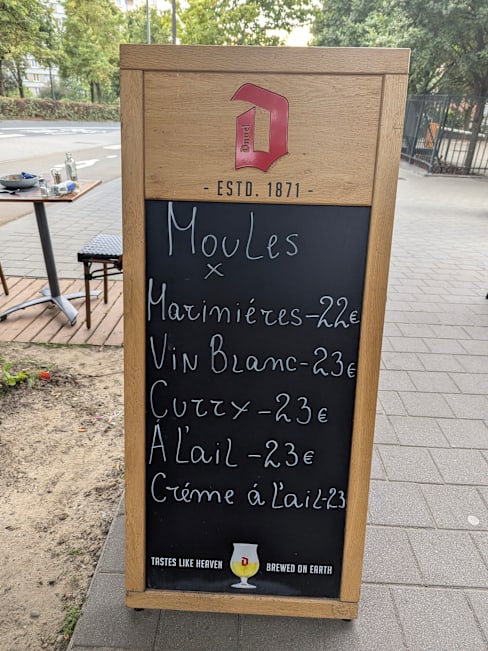 Duvel
- ESTD. 1871 -
Moules
x
Mariniéres-22€
Vin Blanc-23€
Curry-23€
Á L'ail-23€
Créme á L'ail-23
TASTES LIKE HEAVEN BREWED ON EARTH